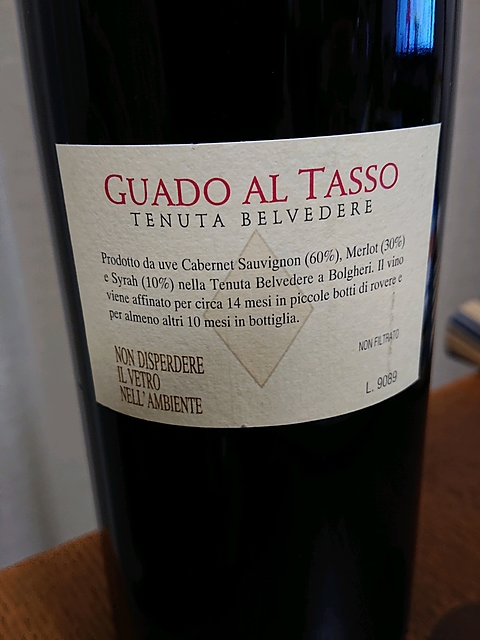 GUADO AL TASSO
TENUTA BELVEDERE
Prodotto da uve Cabernet Sauvignon (60%), Merlot (30%)
e Syrah (10%) nella Tenuta Belvedere a Bolgheri. Il vino
viene affinato per circa 14 mesi in piccole botti di rovere e
per almeno altri 10 mesi in bottiglia.
NON DISPERDERE
IL VETRO
NELL'AMBIENTE
NON FILTRATO
L. 9089